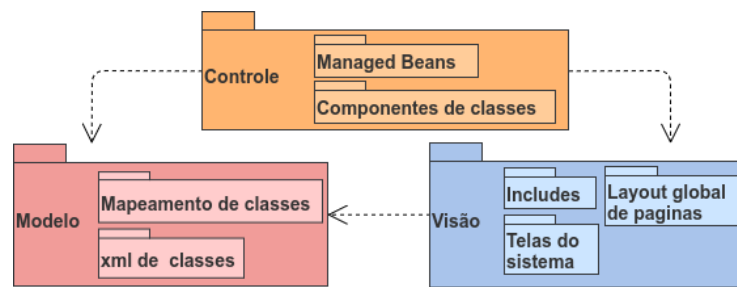 Controle
Managed Beans
Componentes de classes
Modelo
Mapeamento de classes
xml de classes
Visão
Includes
Layout global
de paginas
Telas do
sistema